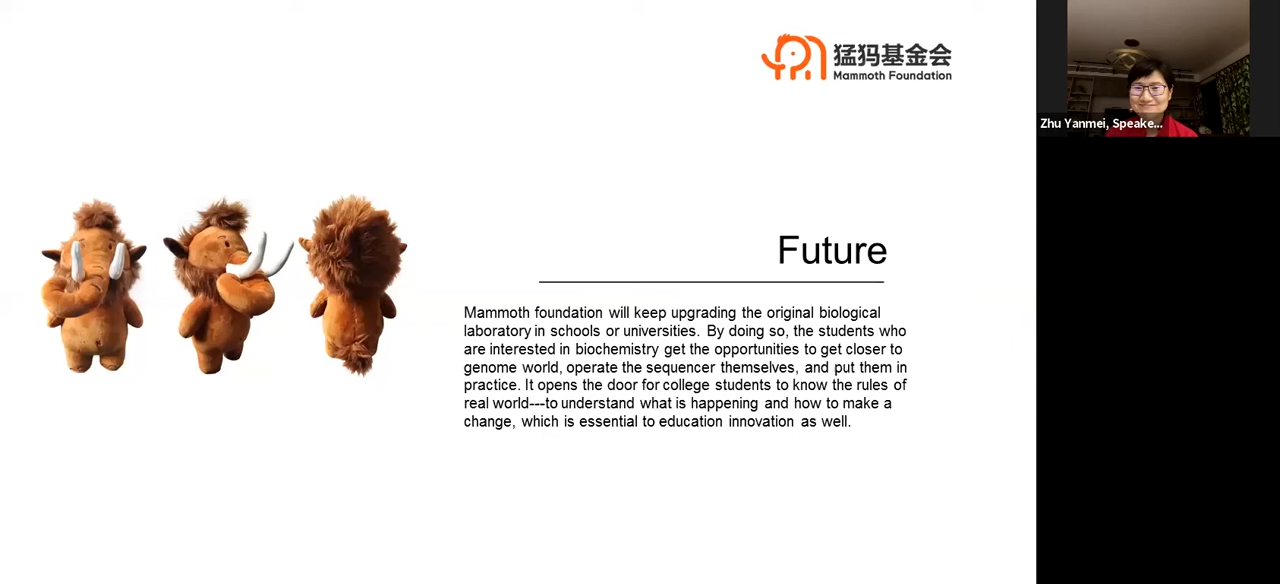 猛犸基金会
Mammoth Foundation
Zhu Yanmei, Speake...
Future
Mammoth foundation will keep upgrading the original biological
laboratory in schools or universities. By doing so, the students who
are interested in biochemistry get the opportunities to get closer to
genome world, operate the sequencer themselves, and put them in
practice. It opens the door for college students to know the rules of
real world---to understand what is happening and how to make a
change, which is essential to education innovation as well.